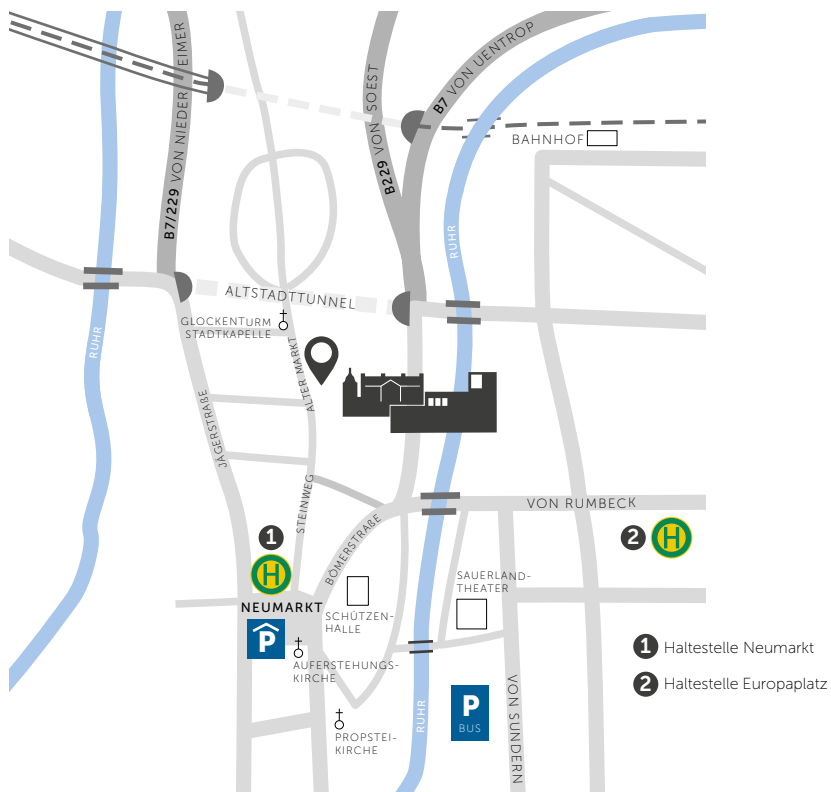 B7/229 VON NIEDEREIMER
B229 VON SOEST
B7 VON UENTROP
BAHNHOF
RUHR
ALTSTADTTUNNEL
GLOCKENTURM
STADTKAPELLE
RUHR
ALTER MARKT
JÄGERSTRASSE
STEINWEG
BÖMERSTRAßE
VON RUMBECK
1
H
2
H
NEUMARKT
P
SCHÜTZEN-
HALLE
SAUERLAND-
THEATER
AUFERSTEHUNGS-
KIRCHE
1 Haltestelle Neumarkt
2 Haltestelle Europaplatz
P
BUS
RUHR
VON SUNDERN
PROPSTEI-
KIRCHE